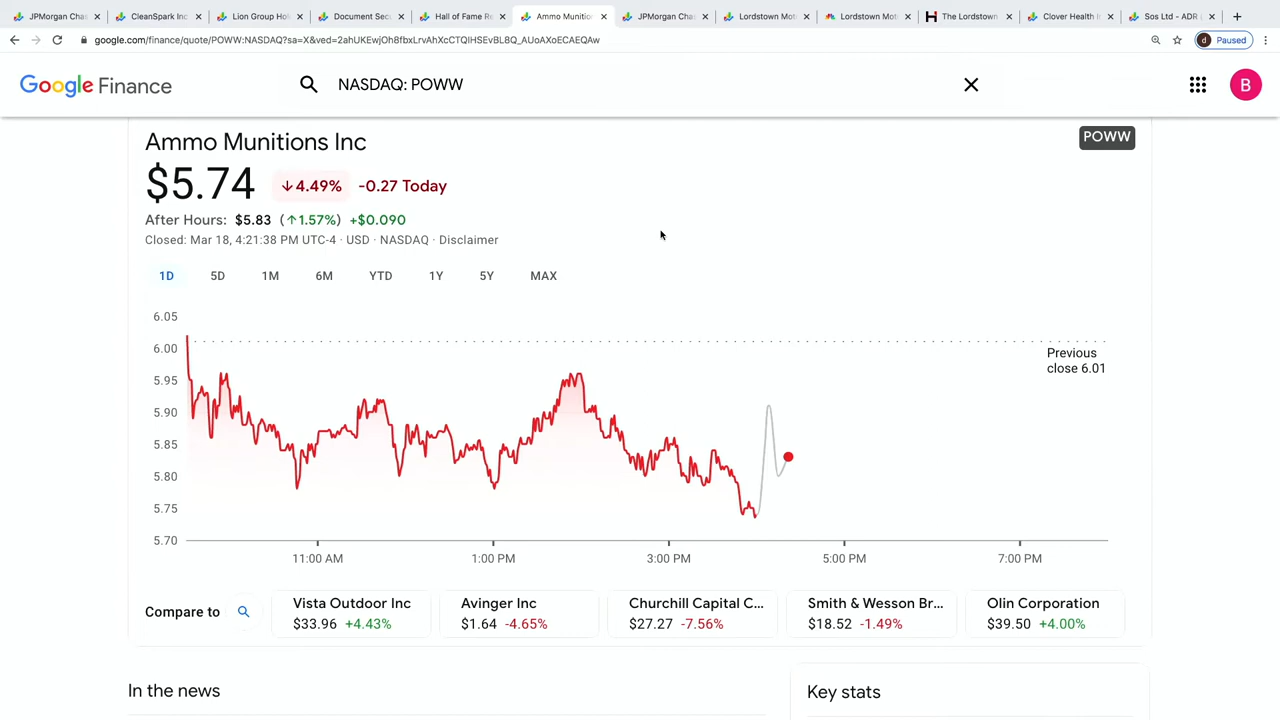 JPMorgan Chas
CleanSpark Inc
Lion Group Hol
Document Secu
Hall of Fame Re
Ammo Munition
JPMorgan Chas
Lordstown Mot
Lordstown Mot
The Lordstown
Clover Health I
Sos Ltd - ADR
google.com/finance/quote/POWW:NASDAQ?sa=X&ved=2ahUKEwjOh8fbxLrvAhXcCTQIHSEvBL8Q_AUoAXoECAEQAw
d Paused
Google Finance
NASDAQ: POWW
B
Ammo Munitions Inc
POWW
$5.74 ↓4.49% -0.27 Today
After Hours: $5.83 (↑1.57%) +$0.090
Closed: Mar 18, 4:21:38 PM UTC-4 · USD · NASDAQ · Disclaimer
1D 5D 1M 6M YTD 1Y 5Y MAX
6.05
6.00
5.95
5.90
5.85
5.80
5.75
5.70
Previous
close 6.01
11:00 AM 1:00 PM 3:00 PM 5:00 PM 7:00 PM
Compare to
Vista Outdoor Inc
$33.96 +4.43%
Avinger Inc
$1.64 -4.65%
Churchill Capital C...
$27.27 -7.56%
Smith & Wesson Br...
$18.52 -1.49%
Olin Corporation
$39.50 +4.00%
In the news
Key stats